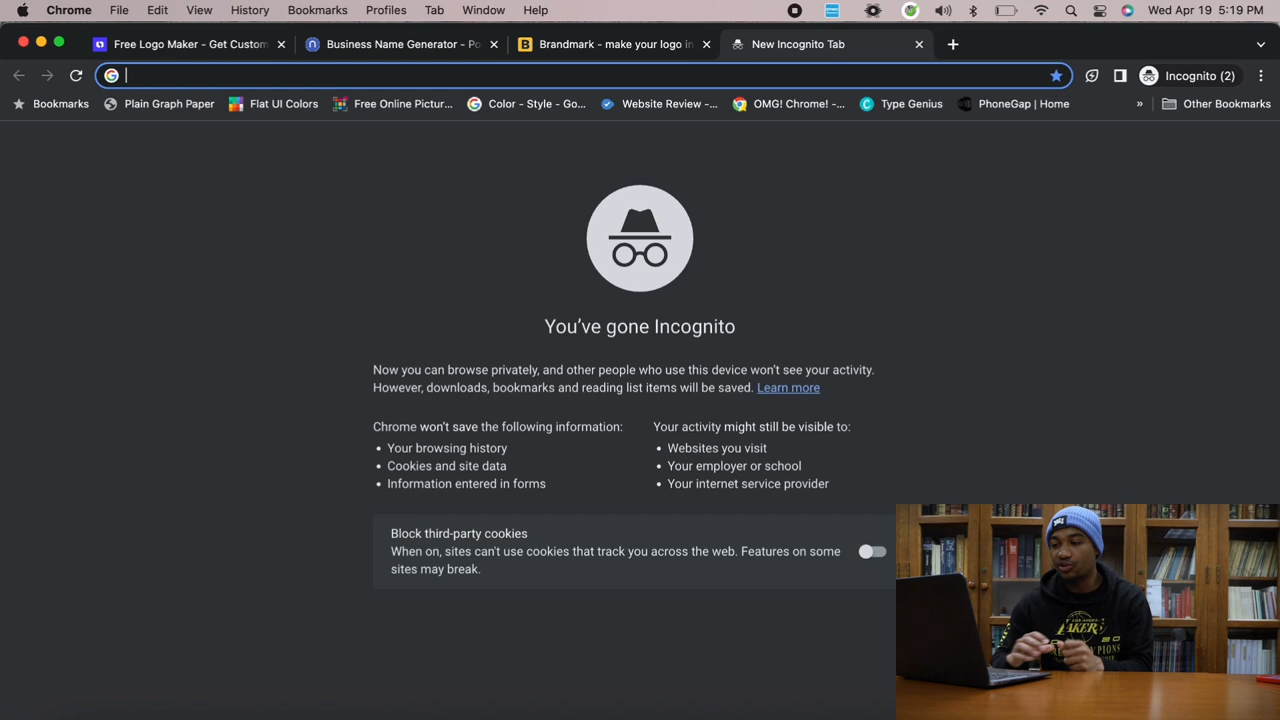 Chrome File Edit View History Bookmarks Profiles Tab Window Help Wed Apr 19 5:19 PM
Free Logo Maker - Get Custom Business Name Generator - Po Brandmark - make your logo in New Incognito Tab
Incognito (2)
Bookmarks Plain Graph Paper Flat UI Colors Free Online Pictur... Color - Style - Go... Website Review -... OMG! Chrome! -... Type Genius PhoneGap | Home » Other Bookmarks
You've gone Incognito
Now you can browse privately, and other people who use this device won't see your activity.
However, downloads, bookmarks and reading list items will be saved. Learn more
Chrome won't save the following information:
• Your browsing history
• Cookies and site data
• Information entered in forms
Your activity might still be visible to:
• Websites you visit
• Your employer or school
• Your internet service provider
Block third-party cookies
When on, sites can't use cookies that track you across the web. Features on some
sites may break.
LOS ANGELES
LAKERS